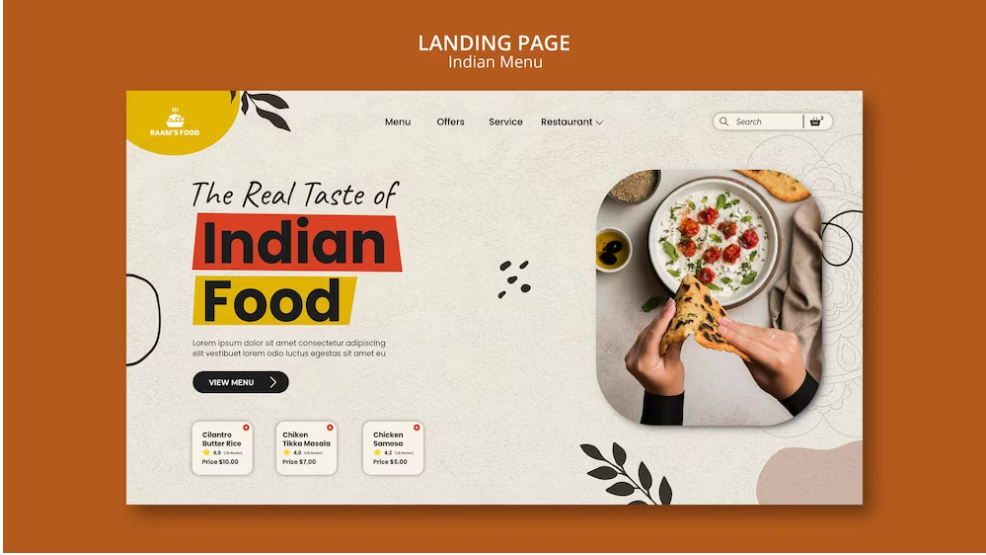 LANDING PAGE
Indian Menu
RAAM'S FOOD
Menu Offers Service Restaurant
Search
2
The Real Taste of
Indian
Food
Lorem ipsum dolor sit amet consectetur adipiscing
elit vestibuet lorem odio luctus egestas sit amet eu
VIEW MENU
Cilantro
Butter Rice
4,8
Price $10.00
Chiken
Tikka Masala
4,0
Price $7,00
Chicken
Samosa
4,2
Price $5.00